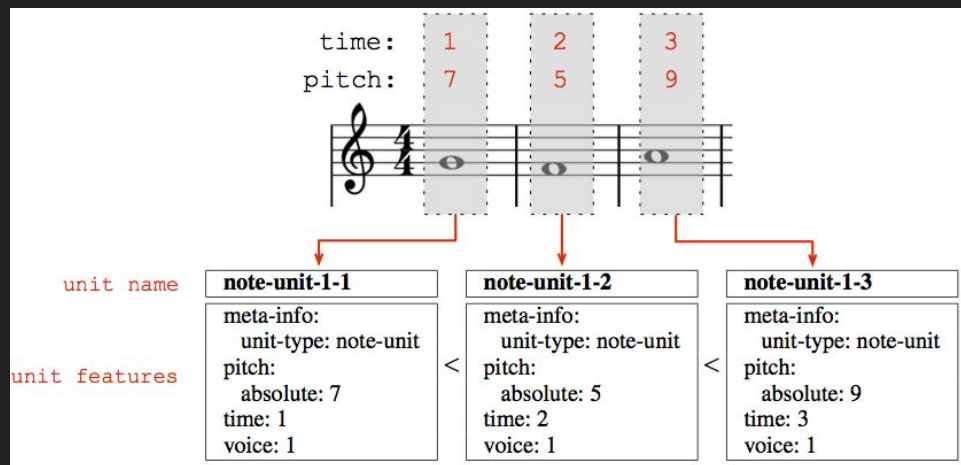 time: 1 2 3
pitch: 7 5 9
4
4
unit name
note-unit-1-1 note-unit-1-2 note-unit-1-3
unit features
meta-info: meta-info: meta-info:
unit-type: note-unit unit-type: note-unit unit-type: note-unit
pitch: < pitch: < pitch:
absolute: 7 absolute: 5 absolute: 9
time: 1 time: 2 time: 3
voice: 1 voice: 1 voice: 1